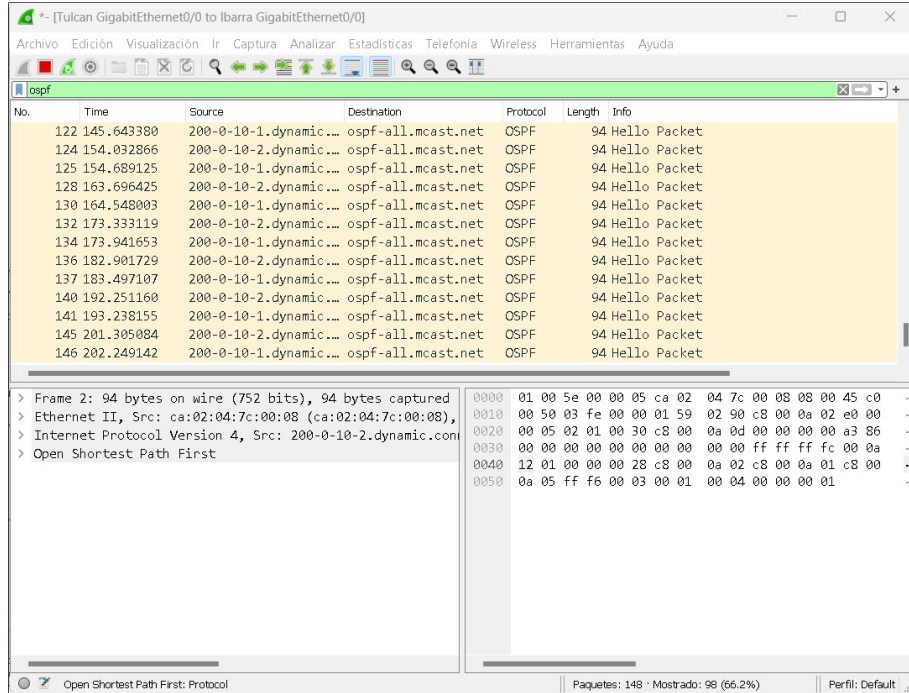 *- [Tulcan GigabitEthernet0/0 to Ibarra GigabitEthernet0/0]
Archivo Edición Visualización Ir Captura Analizar Estadísticas Telefonía Wireless Herramientas Ayuda
ospf
No. Time Source Destination Protocol Length Info
122 145.643380 200-0-10-1.dynamic.… ospf-all.mcast.net OSPF 94 Hello Packet
124 154.032866 200-0-10-2.dynamic.… ospf-all.mcast.net OSPF 94 Hello Packet
125 154.689125 200-0-10-1.dynamic.… ospf-all.mcast.net OSPF 94 Hello Packet
128 163.696425 200-0-10-2.dynamic.… ospf-all.mcast.net OSPF 94 Hello Packet
130 164.548003 200-0-10-1.dynamic.… ospf-all.mcast.net OSPF 94 Hello Packet
132 173.333119 200-0-10-2.dynamic.… ospf-all.mcast.net OSPF 94 Hello Packet
134 173.941653 200-0-10-1.dynamic.… ospf-all.mcast.net OSPF 94 Hello Packet
136 182.901729 200-0-10-2.dynamic.… ospf-all.mcast.net OSPF 94 Hello Packet
137 183.497107 200-0-10-1.dynamic.… ospf-all.mcast.net OSPF 94 Hello Packet
140 192.251160 200-0-10-2.dynamic.… ospf-all.mcast.net OSPF 94 Hello Packet
141 193.238155 200-0-10-1.dynamic.… ospf-all.mcast.net OSPF 94 Hello Packet
145 201.305084 200-0-10-2.dynamic.… ospf-all.mcast.net OSPF 94 Hello Packet
146 202.249142 200-0-10-1.dynamic.… ospf-all.mcast.net OSPF 94 Hello Packet
> Frame 2: 94 bytes on wire (752 bits), 94 bytes captured
> Ethernet II, Src: ca:02:04:7c:00:08 (ca:02:04:7c:00:08),
> Internet Protocol Version 4, Src: 200-0-10-2.dynamic.con
> Open Shortest Path First
0000 01 00 5e 00 00 05 ca 02 04 7c 00 08 08 00 45 c0
0010 00 50 03 fe 00 00 01 59 02 90 c8 00 0a 02 e0 00
0020 00 05 02 01 00 30 c8 00 0a 0d 00 00 00 00 a3 86
0030 00 00 00 00 00 00 00 00 00 00 ff ff ff fc 00 0a
0040 12 01 00 00 00 28 c8 00 0a 02 c8 00 0a 01 c8 00
0050 0a 05 ff f6 00 03 00 01 00 04 00 00 00 01
Open Shortest Path First: Protocol
Paquetes: 148 · Mostrado: 98 (66.2%)
Perfil: Default